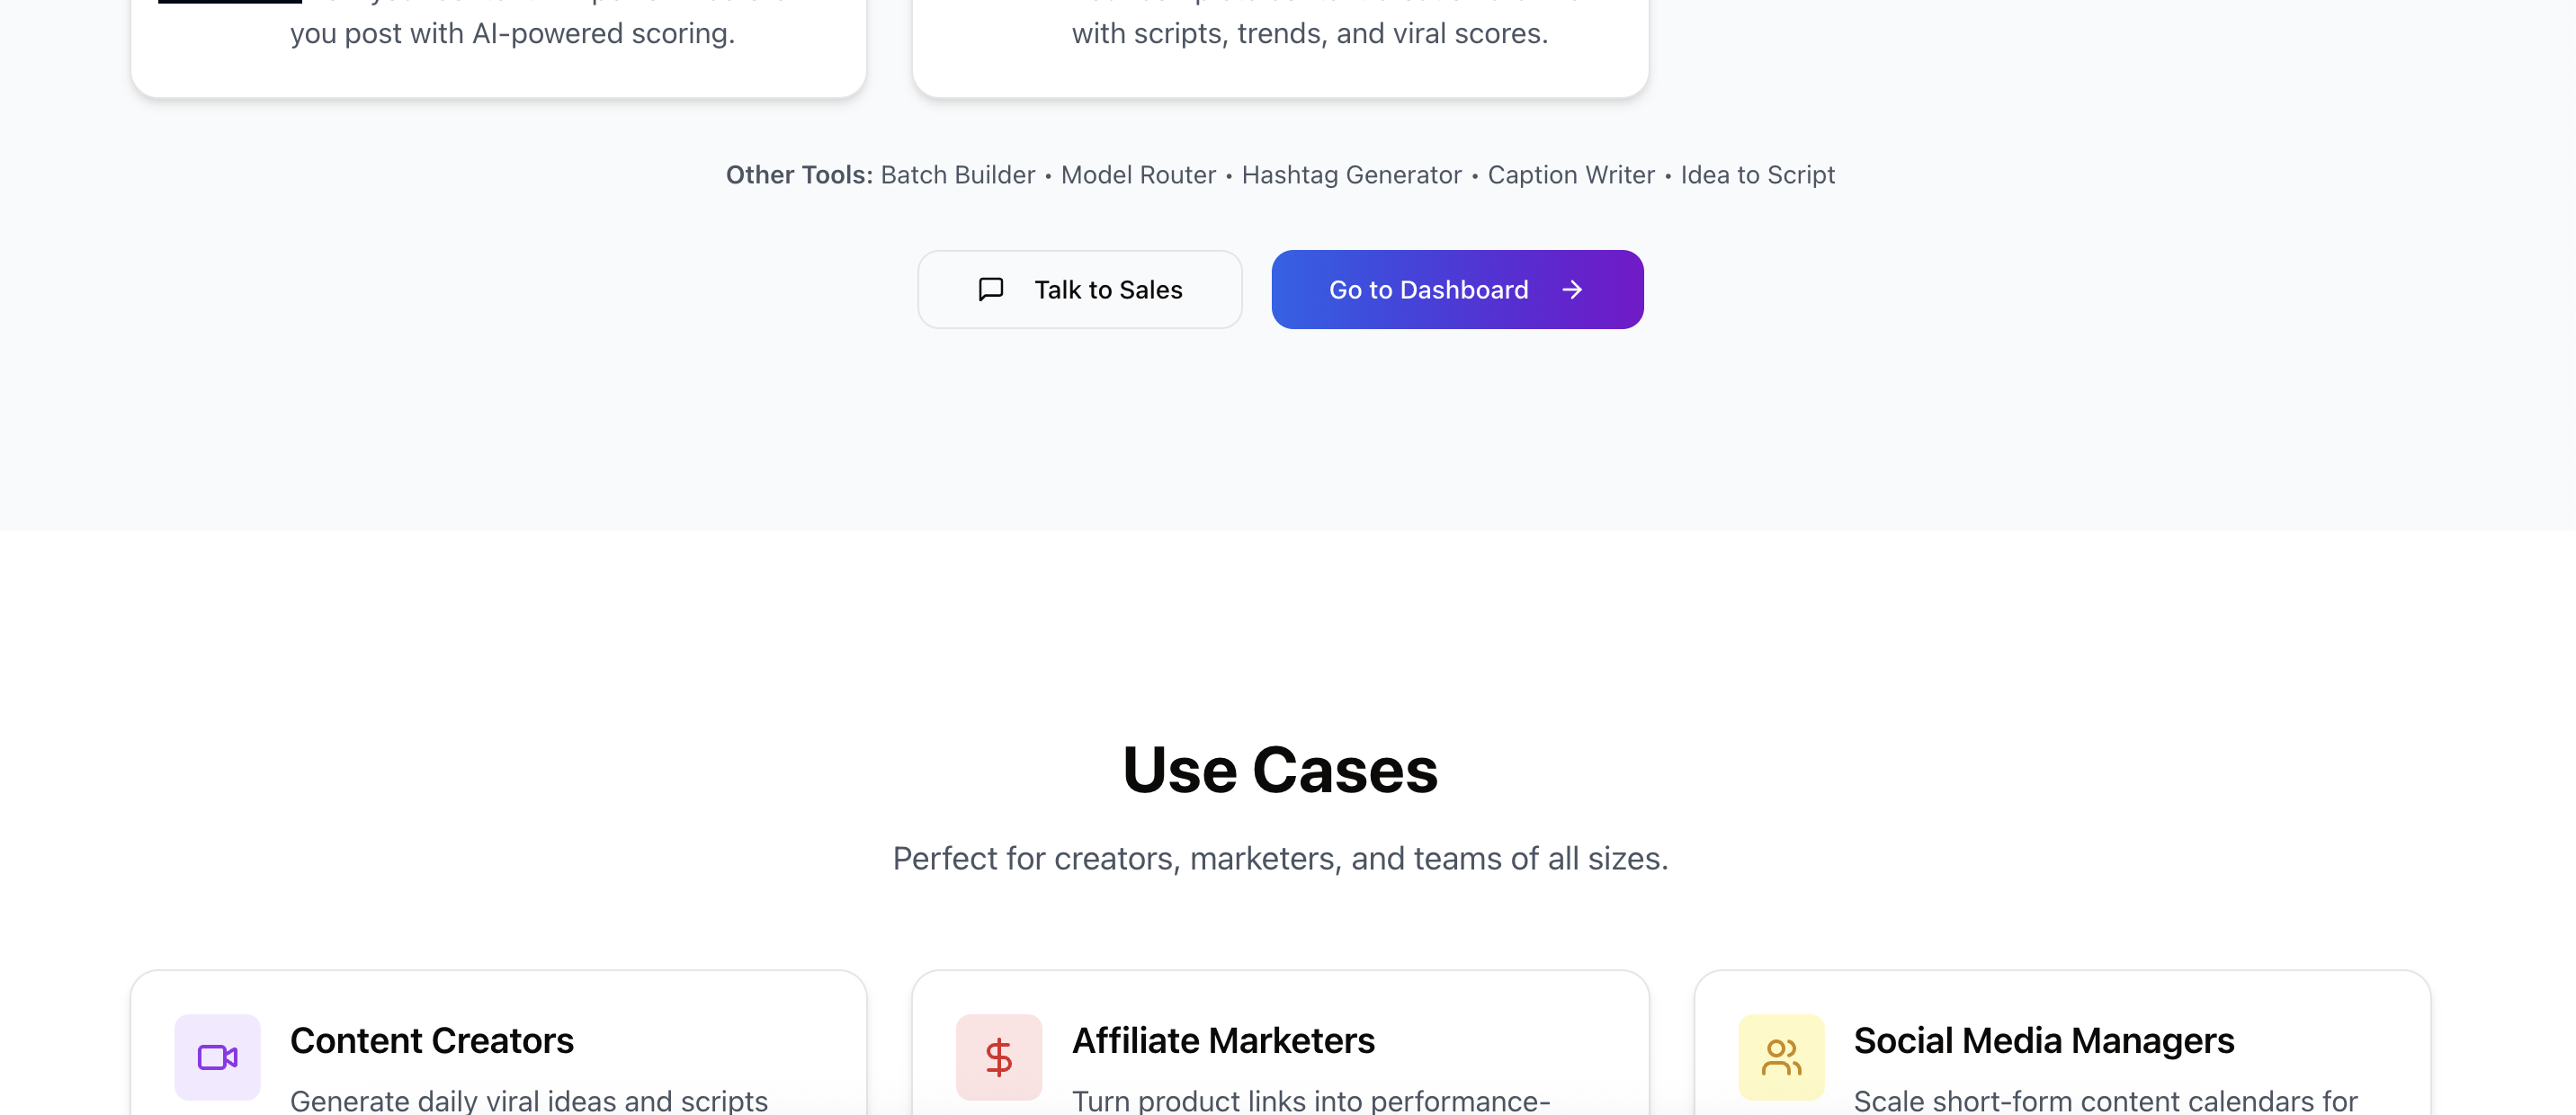 you post with AI-powered scoring.
with scripts, trends, and viral scores.
Other Tools: Batch Builder • Model Router • Hashtag Generator • Caption Writer • Idea to Script
Talk to Sales
Go to Dashboard
Use Cases
Perfect for creators, marketers, and teams of all sizes.
Content Creators
Affiliate Marketers
Social Media Managers
Generate daily viral ideas and scripts
Turn product links into performance-
Scale short-form content calendars for